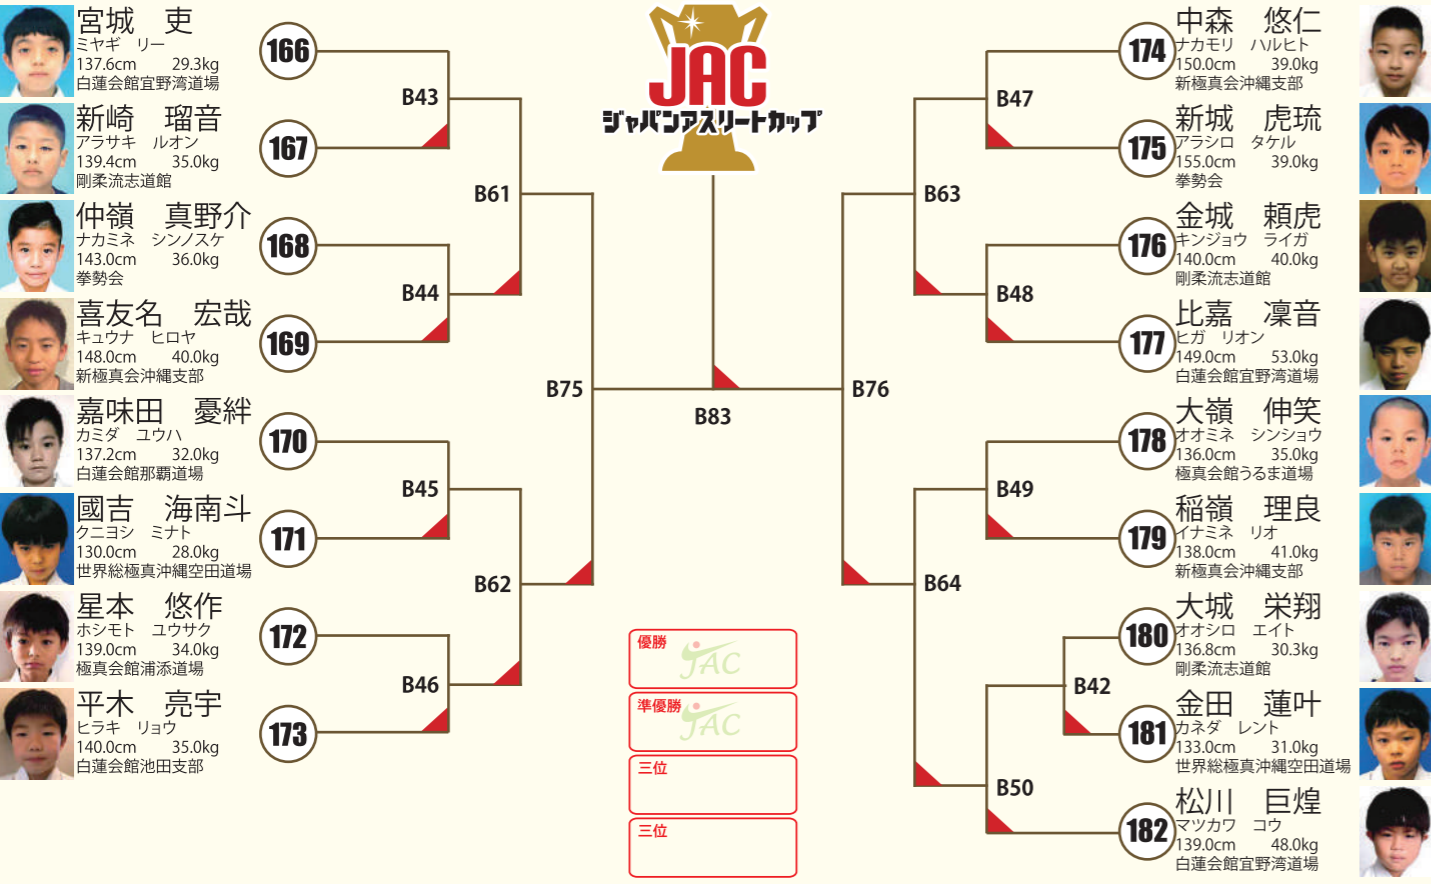 宮城　吏
ミヤギ　リー
137.6cm　29.3kg
白蓮会館宜野湾道場
166
新崎　瑠音
アラサキ　ルオン
139.4cm　35.0kg
剛柔流志道館
167
仲嶺　真野介
ナカミネ　シンノスケ
143.0cm　36.0kg
拳勢会
168
喜友名　宏哉
キュウナ　ヒロヤ
148.0cm　40.0kg
新極真会沖縄支部
169
嘉味田　憂絆
カミダ　ユウハ
137.2cm　32.0kg
白蓮会館那覇道場
170
國吉　海南斗
クニヨシ　ミナト
130.0cm　28.0kg
世界総極真沖縄空田道場
171
星本　悠作
ホシモト　ユウサク
139.0cm　34.0kg
極真会館浦添道場
172
平木　亮宇
ヒラキ　リョウ
140.0cm　35.0kg
白蓮会館池田支部
173
B43
B44
B45
B46
B61
B62
B75
JAC
ジャパンアスリートカップ
B83
優勝
JAC
準優勝
JAC
三位
三位
B76
B63
B64
B47
B48
B49
B42
B50
174
中森　悠仁
ナカモリ　ハルヒト
150.0cm　39.0kg
新極真会沖縄支部
175
新城　虎琉
アラシロ　タケル
155.0cm　39.0kg
拳勢会
176
金城　頼虎
キンジョウ　ライガ
140.0cm　40.0kg
剛柔流志道館
177
比嘉　凜音
ヒガ　リオン
149.0cm　53.0kg
白蓮会館宜野湾道場
178
大嶺　伸笑
オオミネ　シンショウ
136.0cm　35.0kg
極真会館うるま道場
179
稲嶺　理良
イナミネ　リオ
138.0cm　41.0kg
新極真会沖縄支部
180
大城　栄翔
オオシロ　エイト
136.8cm　30.3kg
剛柔流志道館
181
金田　蓮叶
カネダ　レント
133.0cm　31.0kg
世界総極真沖縄空田道場
182
松川　巨煌
マツカワ　コウ
139.0cm　48.0kg
白蓮会館宜野湾道場